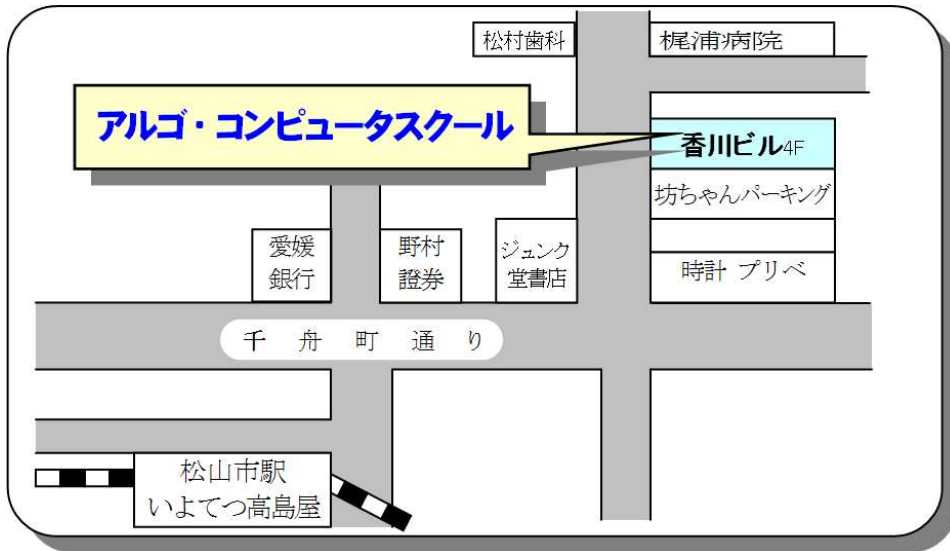 松村歯科
梶浦病院
アルゴ・コンピュータスクール
香川ビル4F
坊ちゃんパーキング
愛媛
銀行
野村
證券
ジュンク
堂書店
時計 プリベ
千舟町通り
松山市駅
いよてつ高島屋